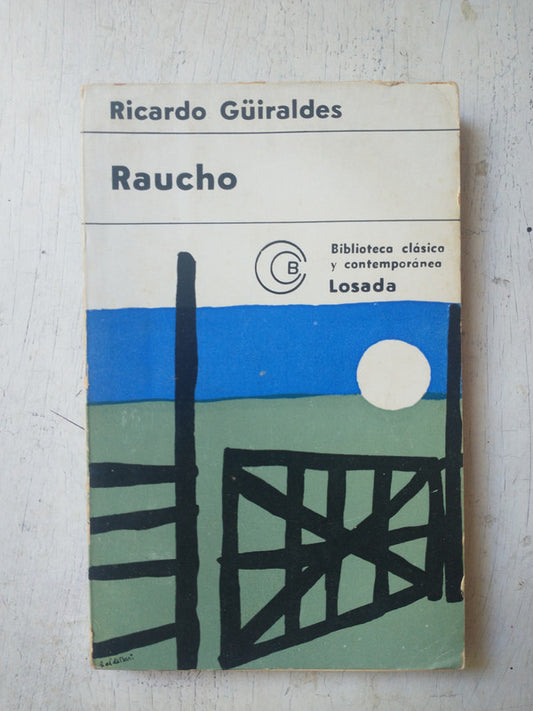 Ricardo Güiraldes
Raucho
B
Biblioteca clásica
y contemporánea
Losada